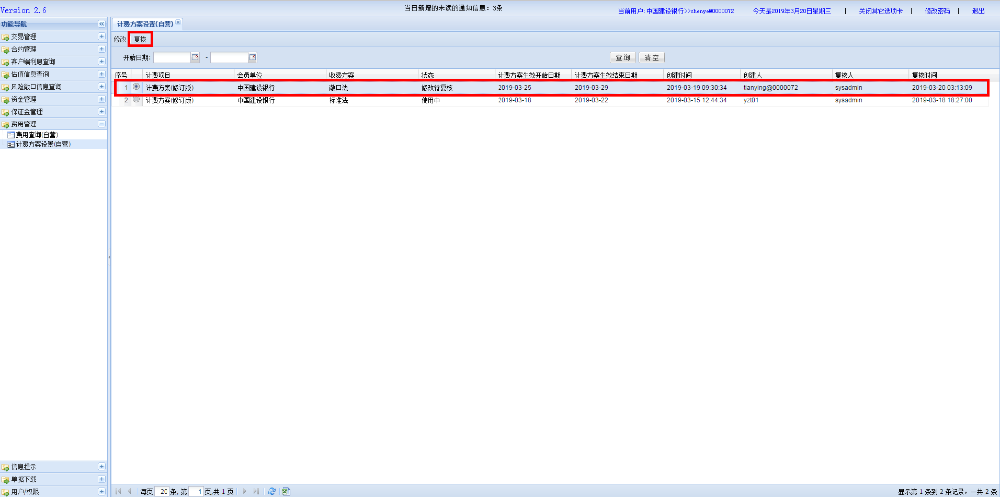 当日新增的未读的通知信息：3条
Version 2.6
当前用户:中国建设银行>>chenye@0000072 今天是2019年3月20日星期三 | 关闭其它选项卡 | 修改密码 | 退出
功能导航
交易管理
合约管理
客户端利息查询
估值信息查询
风险敞口信息查询
资金管理
保证金管理
费用管理
费用查询(自营)
计费方案设置(自营)
信息提示
单据下载
用户/权限
计费方案设置(自营)
修改 复核
开始日期: - 查询 清空
序号 计费项目 会员单位 收费方案 状态 计费方案生效开始日期 计费方案生效结束日期 创建时间 创建人 复核人 复核时间
1 计费方案(修订版) 中国建设银行 敞口法 修改待复核 2019-03-25 2019-03-29 2019-03-19 09:30:34 tianying@0000072 sysadmin 2019-03-20 03:13:09
2 计费方案(修订版) 中国建设银行 标准法 使用中 2019-03-18 2019-03-22 2019-03-15 12:44:34 yzt01 sysadmin 2019-03-18 18:27:00
每页 20 条, 第 1 页,共 1 页
显示第 1 条到 2 条记录，一共 2 条